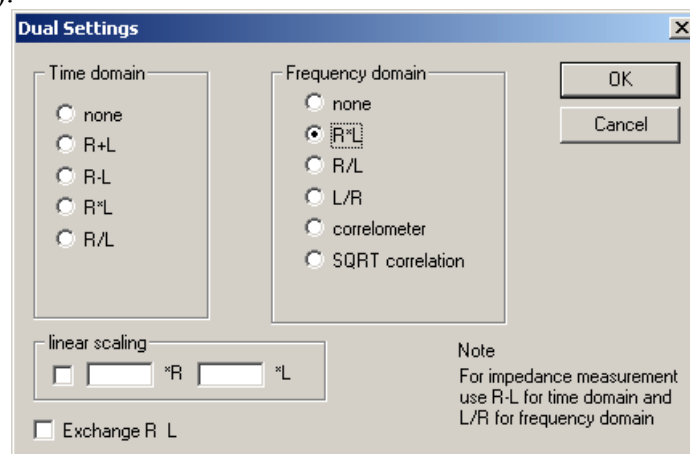 ).
Dual Settings
Time domain
none
R+L
R-L
R*L
R/L
Frequency domain
none
R*L
R/L
L/R
correlometer
SQRT correlation
OK
Cancel
linear scaling
*R *L
Exchange R L
Note
For impedance measurement
use R-L for time domain and
L/R for frequency domain